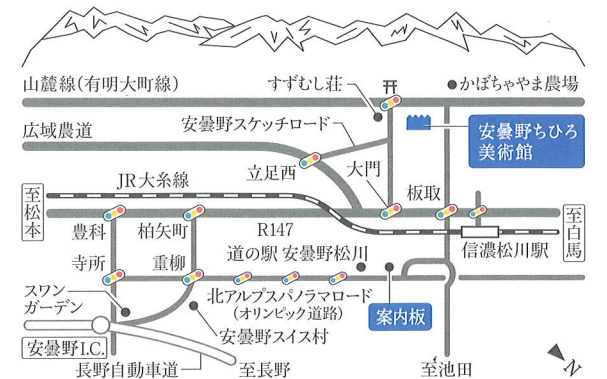 山麓線(有明大町線)
すずむし荘
かぼちゃやま農場
広域農道
安曇野スケッチロード
安曇野ちひろ
美術館
立足西
大門
板取
JR大糸線
至松本
豊科
柏矢町
R147
信濃松川駅
至白馬
寺所
重柳
道の駅 安曇野松川
スワン
ガーデン
北アルプスパノラマロード
(オリンピック道路)
案内板
安曇野スイス村
安曇野I.C.
長野自動車道
至長野
至池田
N